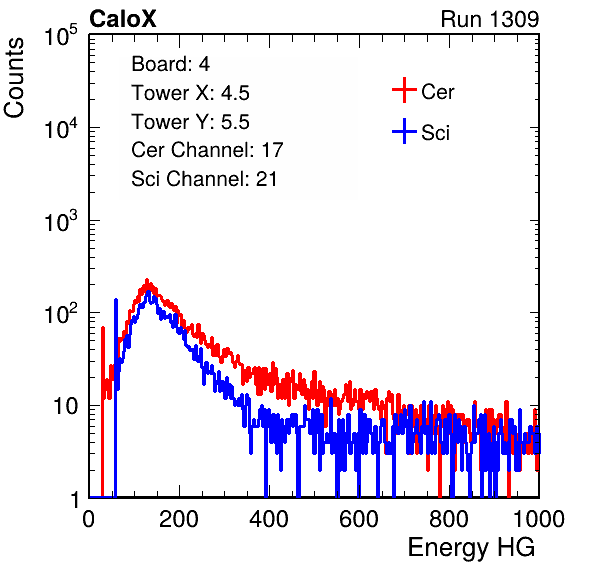 CaloX Run 1309
Counts
10^5
10^4
10^3
10^2
10
1
Board: 4
Tower X: 4.5
Tower Y: 5.5
Cer Channel: 17
Sci Channel: 21
Cer
Sci
0 200 400 600 800 1000
Energy HG